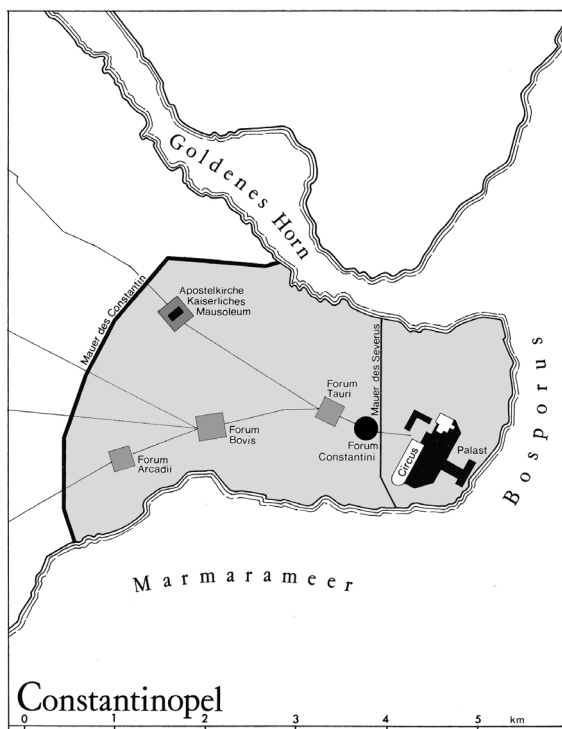 Goldenes Horn
Apostelkirche
Kaiserliches
Mausoleum
Mauer des Constantin
Mauer des Severus
Forum
Tauri
Forum
Bovis
Forum
Constantini
Forum
Arcadii
Circus
Palast
Bosporus
Marmarameer
Constantinopel
0 1 2 3 4 5 km